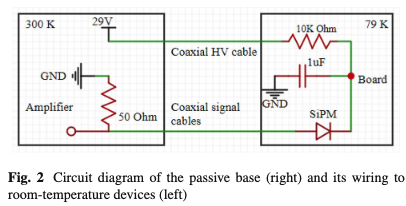 300 K
29V
10K Ohm
79 K
Coaxial HV cable
1uF
GND
Board
Amplifier
50 Ohm
Coaxial signal
cables
GND
SiPM
Fig. 2 Circuit diagram of the passive base (right) and its wiring to
room-temperature devices (left)